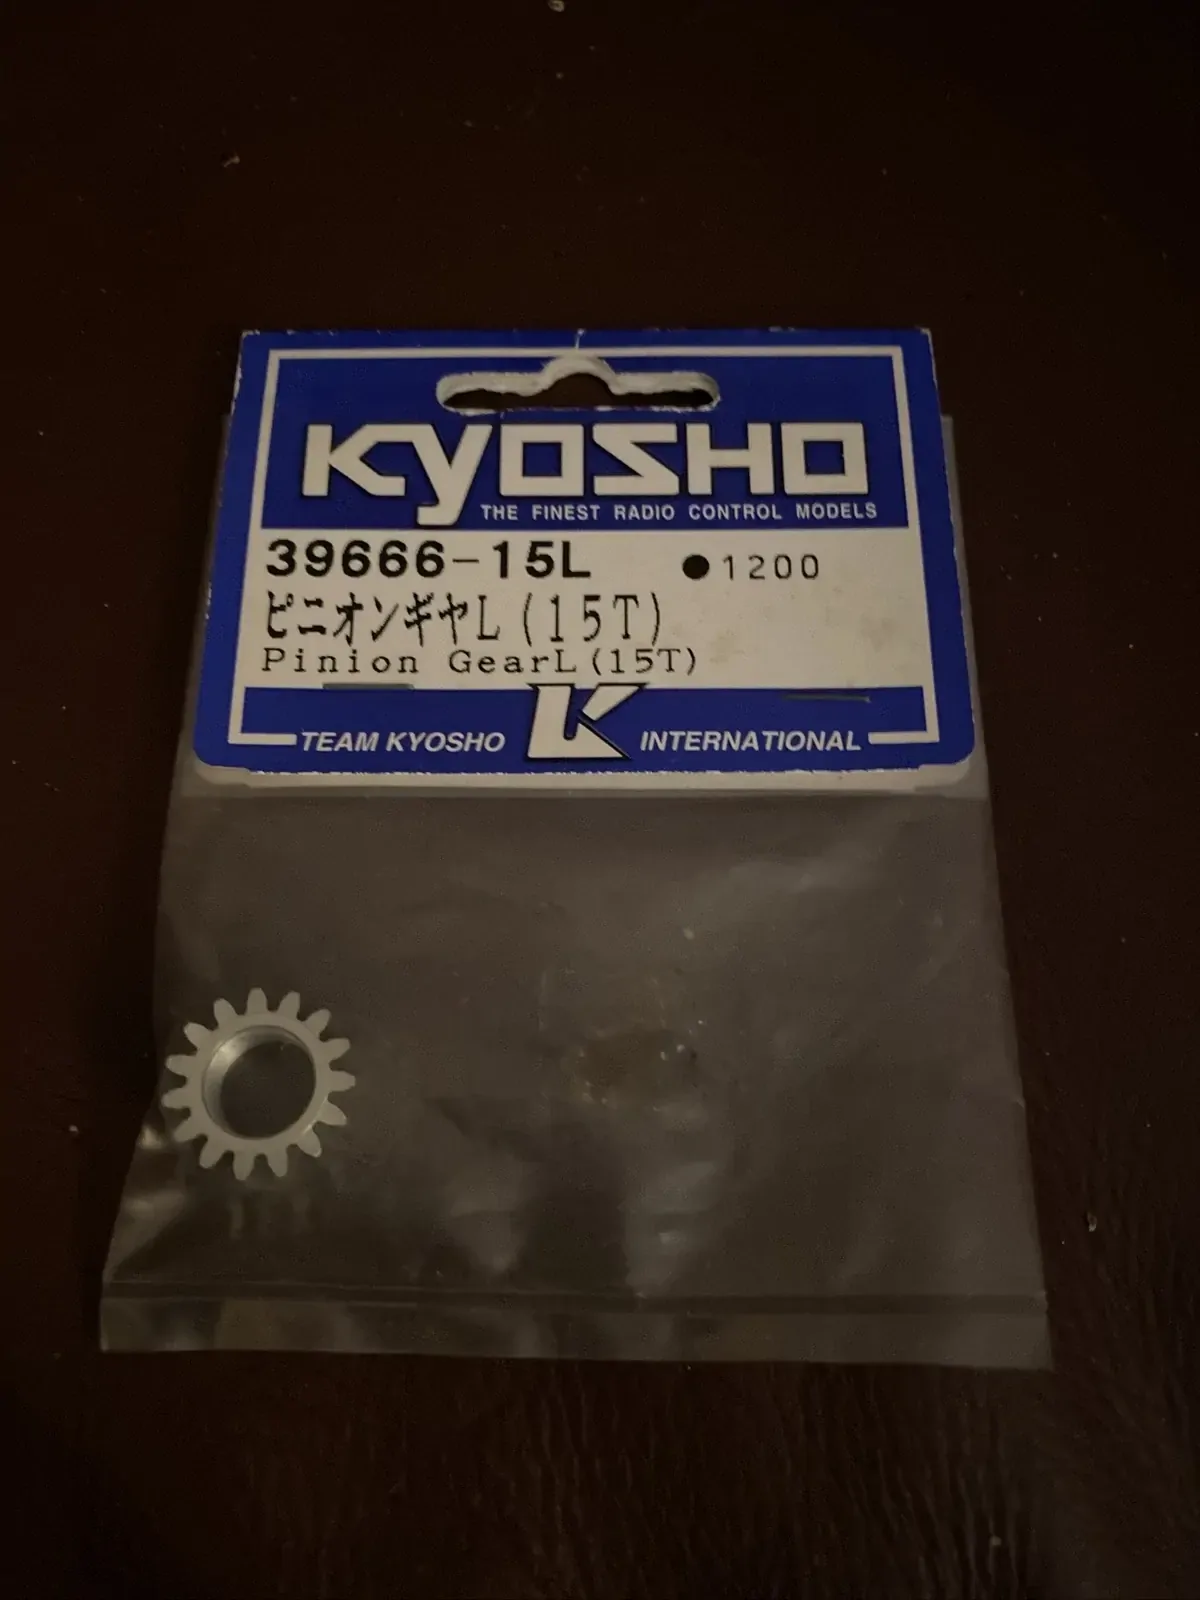 KYOSHO
THE FINEST RADIO CONTROL MODELS
39666-15L ●1200
ピニオンギヤL(15T)
Pinion GearL(15T)
TEAM KYOSHO K INTERNATIONAL